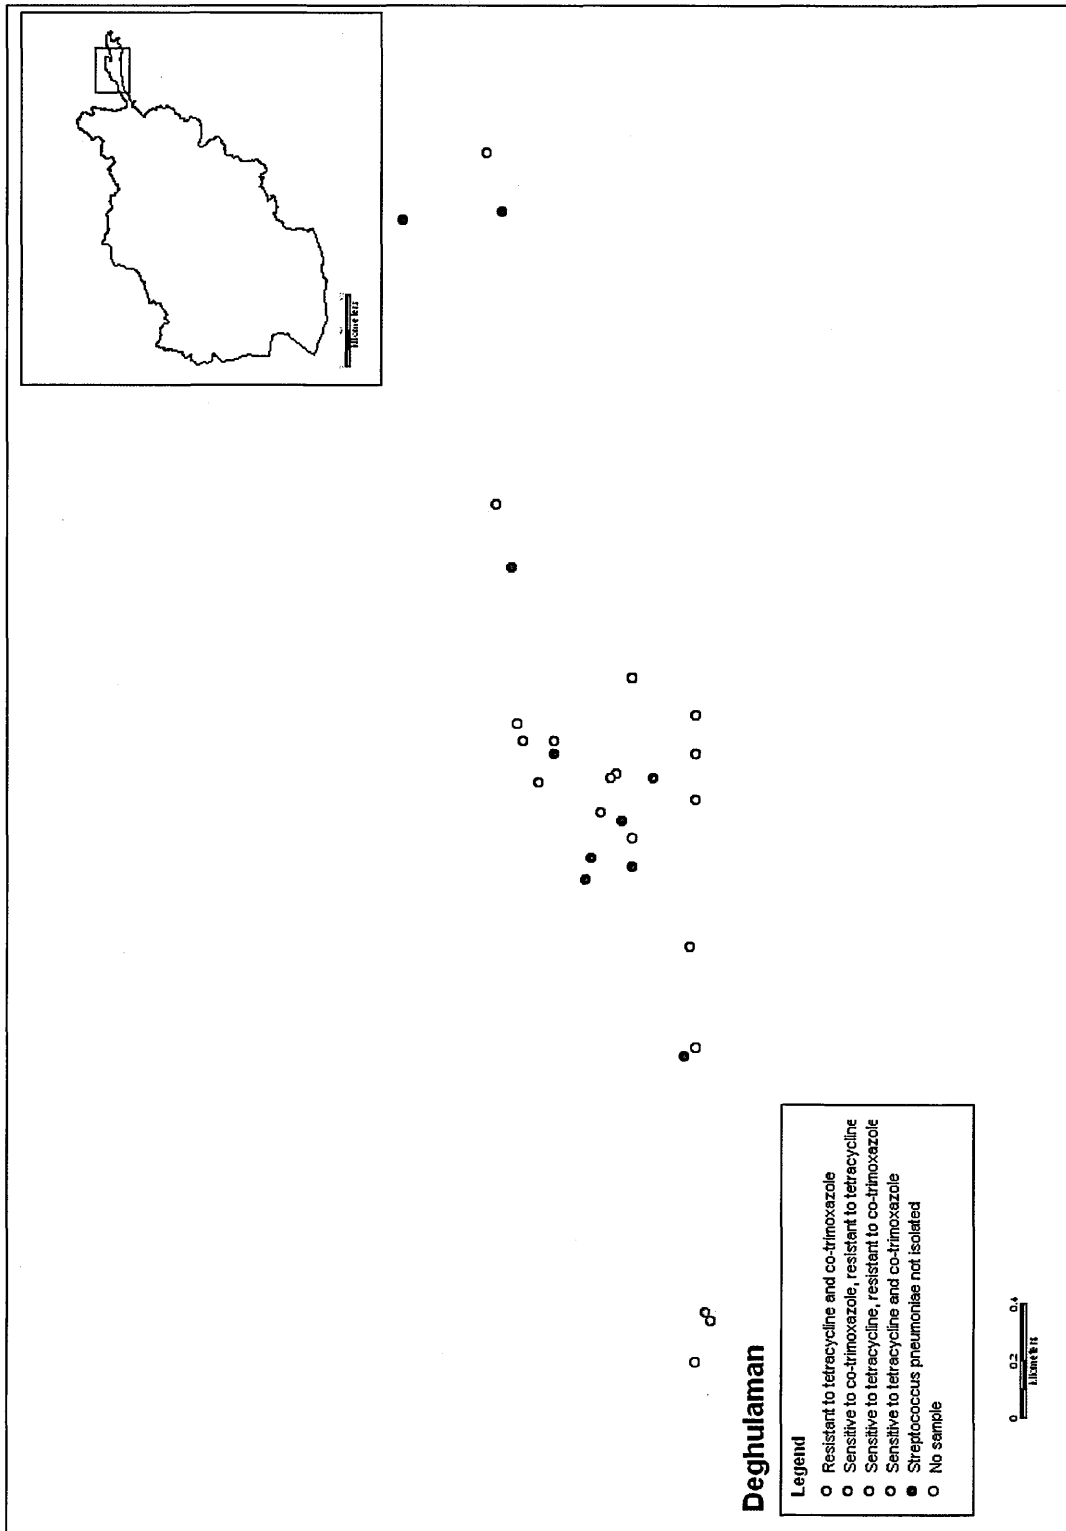 Deghulaman
Legend
Resistant to tetracycline and co-trimoxazole
Sensitive to co-trimoxazole, resistant to tetracycline
Sensitive to tetracycline, resistant to co-trimoxazole
Sensitive to tetracycline and co-trimoxazole
Streptococcus pneumoniae not isolated
No sample
0 0.2 0.4
kilometers
kilometers